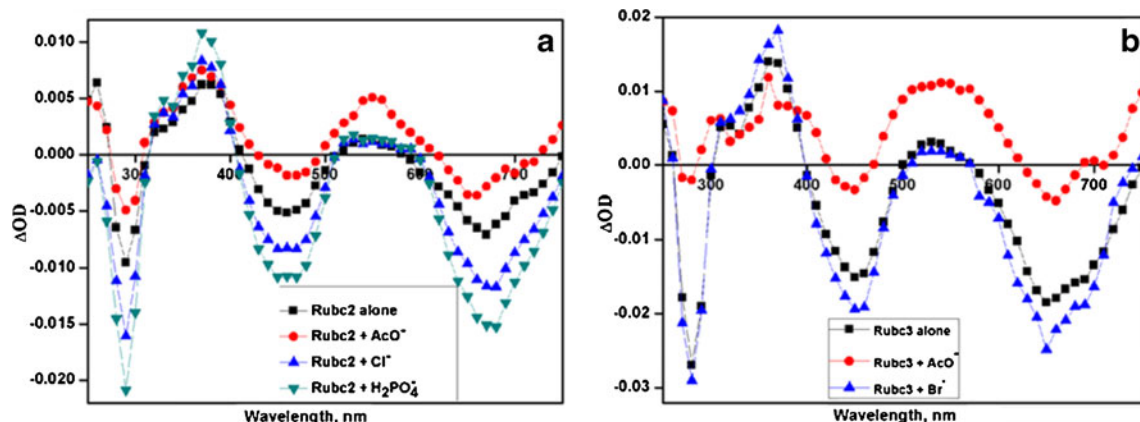 a
0.010
0.005
0.000
-0.005
-0.010
-0.015
-0.020
300 400 500 600 700
ΔOD
Wavelength, nm
Rubc2 alone
Rubc2 + AcO⁻
Rubc2 + Cl⁻
Rubc2 + H₂PO₄⁻
b
0.02
0.01
0.00
-0.01
-0.02
-0.03
300 400 500 600 700
ΔOD
Wavelength, nm
Rubc3 alone
Rubc3 + AcO⁻
Rubc3 + Br⁻